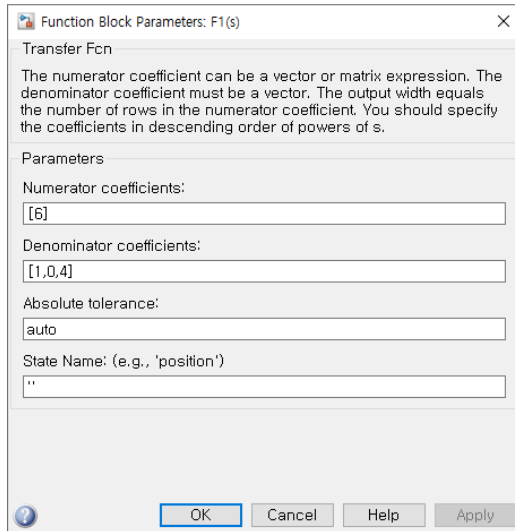 Function Block Parameters: F1(s)
Transfer Fcn
The numerator coefficient can be a vector or matrix expression. The
denominator coefficient must be a vector. The output width equals
the number of rows in the numerator coefficient. You should specify
the coefficients in descending order of powers of s.
Parameters
Numerator coefficients:
[6]
Denominator coefficients:
[1,0,4]
Absolute tolerance:
auto
State Name: (e.g., 'position')
''
OK Cancel Help Apply